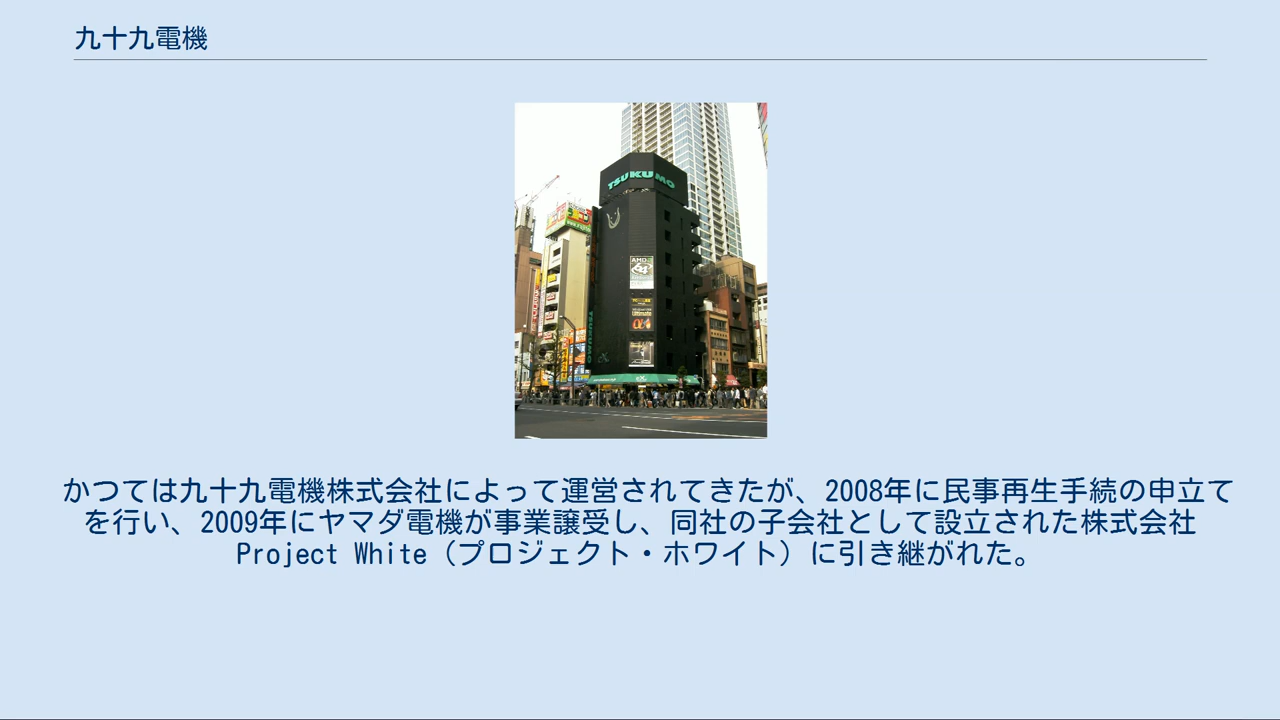 九十九電機
TSUKUMO
AMD
TSUKUMO
eX.
かつては九十九電機株式会社によって運営されてきたが、2008年に民事再生手続の申立て
を行い、2009年にヤマダ電機が事業譲受し、同社の子会社として設立された株式会社
Project White（プロジェクト・ホワイト）に引き継がれた。